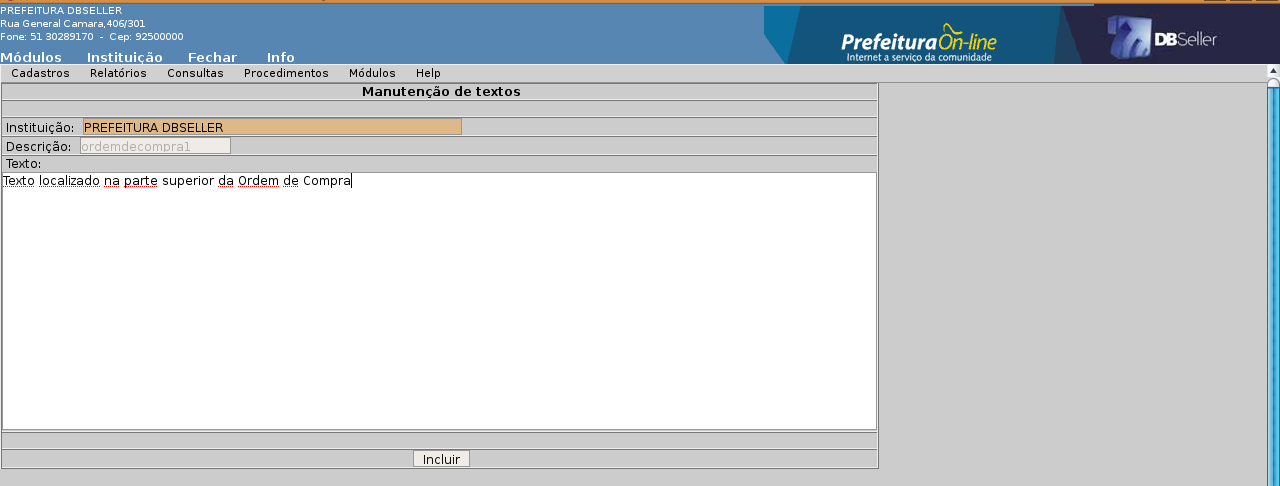 PREFEITURA DBSELLER
Rua General Camara,406/301
Fone: 51 30289170 - Cep: 92500000
PrefeituraOn-line
Internet a serviço da comunidade
DBSeller
Módulos Instituição Fechar Info
Cadastros Relatórios Consultas Procedimentos Módulos Help
Manutenção de textos
Instituição: PREFEITURA DBSELLER
Descrição: ordemdecompra1
Texto:
Texto localizado na parte superior da Ordem de Compra
Incluir